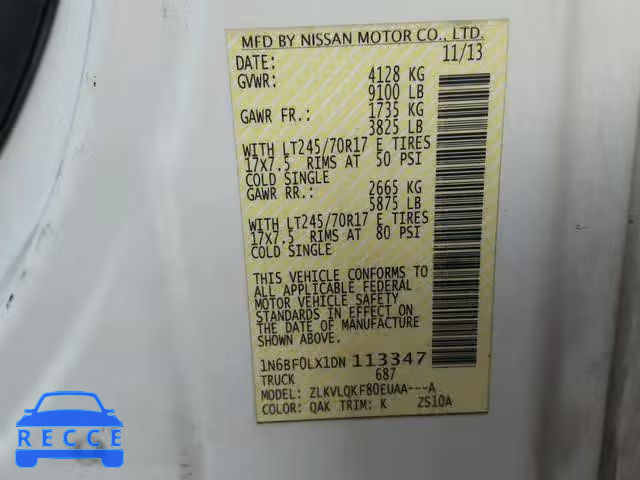 MFD BY NISSAN MOTOR CO., LTD.
DATE: 11/13
GVWR: 4128 KG
9100 LB
GAWR FR.: 1735 KG
3825 LB
WITH LT245/70R17 E TIRES
17X7.5 RIMS AT 50 PSI
COLD SINGLE
GAWR RR.: 2665 KG
5875 LB
WITH LT245/70R17 E TIRES
17X7.5 RIMS AT 80 PSI
COLD SINGLE
THIS VEHICLE CONFORMS TO
ALL APPLICABLE FEDERAL
MOTOR VEHICLE SAFETY
STANDARDS IN EFFECT ON
THE DATE OF MANUFACTURE
SHOWN ABOVE.
1N6BF0LX1DN 113347
TRUCK 687
MODEL: ZLKVLQKF80EUAA---A
COLOR: QAK TRIM: K ZS10A
RECCE